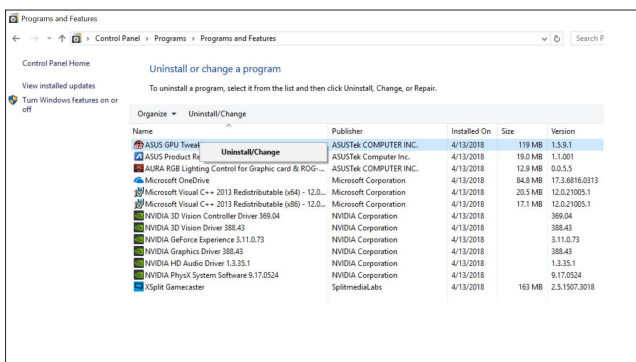 Programs and Features
Control Panel > Programs > Programs and Features
Search P
Control Panel Home
View installed updates
Turn Windows features on or
off
Uninstall or change a program
To uninstall a program, select it from the list and then click Uninstall, Change, or Repair.
Organize Uninstall/Change
Name Publisher Installed On Size Version
ASUS GPU Tweak ASUSTek COMPUTER INC. 4/13/2018 119 MB 1.5.9.1
Uninstall/Change
ASUS Product Re ASUSTek Computer Inc. 4/13/2018 19.0 MB 1.1.001
AURA RGB Lighting Control for Graphic card & ROG-... ASUSTek COMPUTER INC. 4/13/2018 12.9 MB 0.0.5.5
Microsoft OneDrive Microsoft Corporation 4/13/2018 84.8 MB 17.3.6816.0313
Microsoft Visual C++ 2013 Redistributable (x64) - 12.0... Microsoft Corporation 4/13/2018 20.5 MB 12.0.21005.1
Microsoft Visual C++ 2013 Redistributable (x86) - 12.0... Microsoft Corporation 4/13/2018 17.1 MB 12.0.21005.1
NVIDIA 3D Vision Controller Driver 369.04 NVIDIA Corporation 4/13/2018 369.04
NVIDIA 3D Vision Driver 388.43 NVIDIA Corporation 4/13/2018 388.43
NVIDIA GeForce Experience 3.11.0.73 NVIDIA Corporation 4/13/2018 3.11.0.73
NVIDIA Graphics Driver 388.43 NVIDIA Corporation 4/13/2018 388.43
NVIDIA HD Audio Driver 1.3.35.1 NVIDIA Corporation 4/13/2018 1.3.35.1
NVIDIA PhysX System Software 9.17.0524 NVIDIA Corporation 4/13/2018 9.17.0524
XSplit Gamecaster SplitmediaLabs 4/13/2018 163 MB 2.5.1507.3018